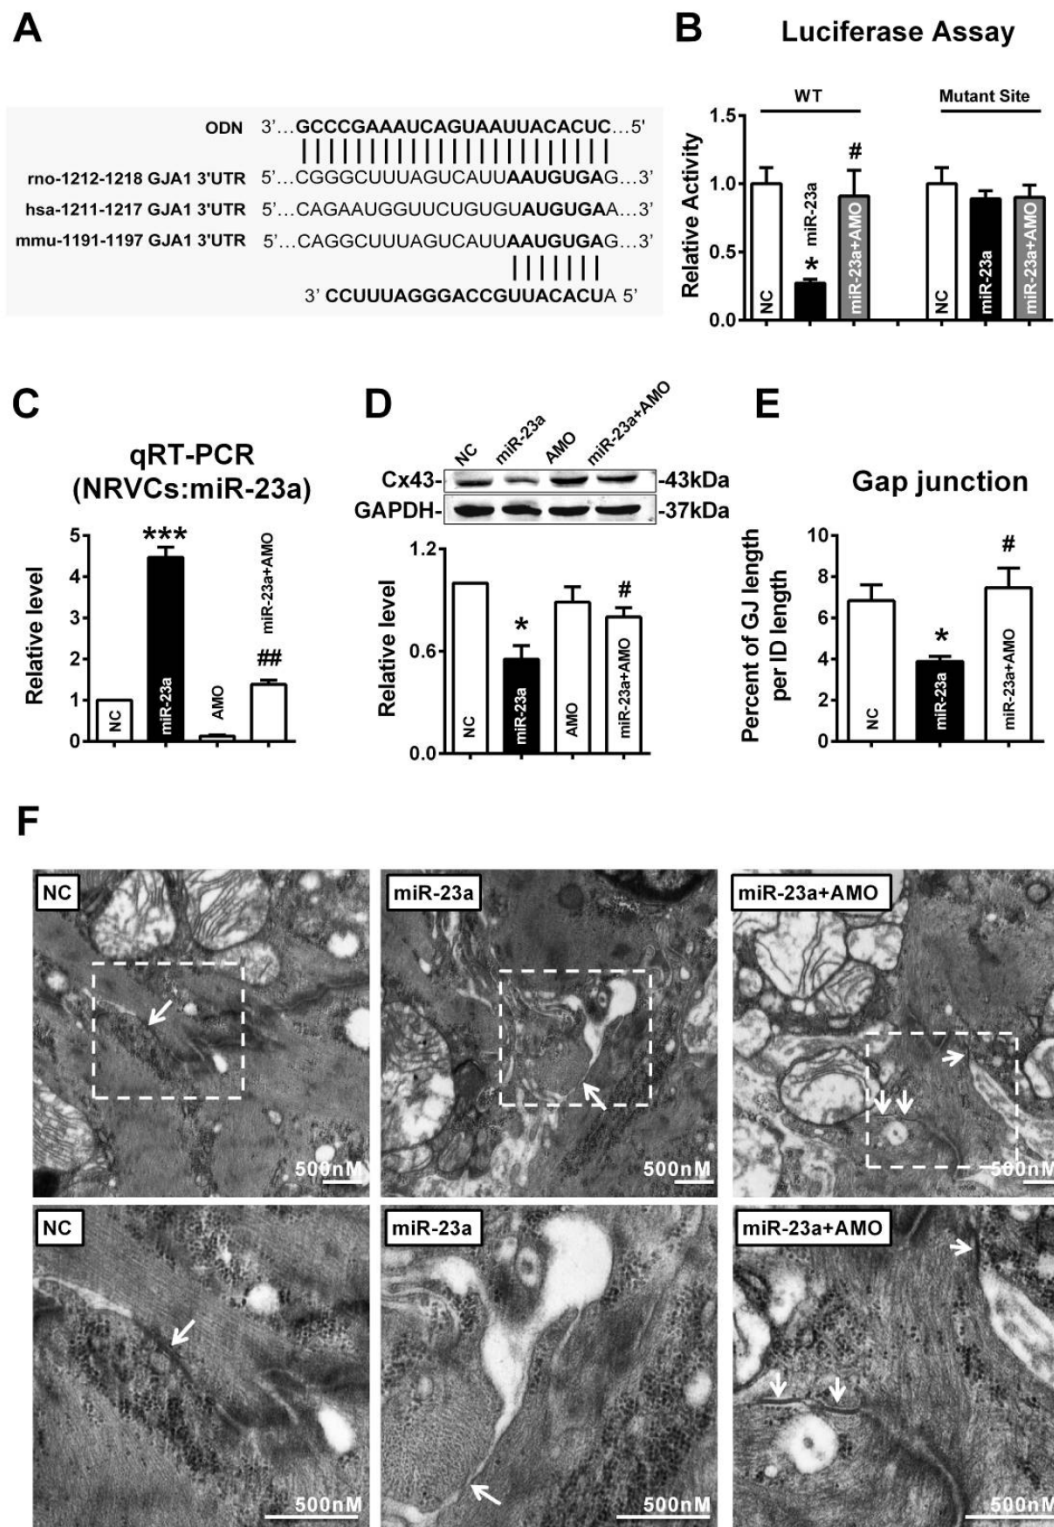 A
ODN 3'...GCCCGAAAUCAGUAAUUACACUC...5'
rno-1212-1218 GJA1 3'UTR 5'...CGGGCUUUAGUCAUUAAUGUGAG...3'
hsa-1211-1217 GJA1 3'UTR 5'...CAGAAUGGUUCUGUGUAUGUGAA...3'
mmu-1191-1197 GJA1 3'UTR 5'...CAGGCUUUAGUCAUUAAUGUGAG...3'
3' CCUUUAGGGACCGUUACACUA 5'
B
Luciferase Assay
WT
Mutant Site
Relative Activity
1.5
1.0
0.5
0.0
NC
* miR-23a
#
miR-23a+AMO
NC
miR-23a
miR-23a+AMO
C
qRT-PCR
(NRVCs:miR-23a)
Relative level
5
4
3
2
1
0
NC
***
miR-23a
AMO
miR-23a+AMO
##
D
NC miR-23a AMO miR-23a+AMO
Cx43- -43kDa
GAPDH- -37kDa
Relative level
1.2
0.6
0.0
NC
*
miR-23a
AMO
#
miR-23a+AMO
E
Gap junction
Percent of GJ length
per ID length
10
8
6
4
2
0
NC
*
miR-23a
#
miR-23a+AMO
F
NC
500nM
miR-23a
500nM
miR-23a+AMO
500nM
NC
500nM
miR-23a
500nM
miR-23a+AMO
500nM